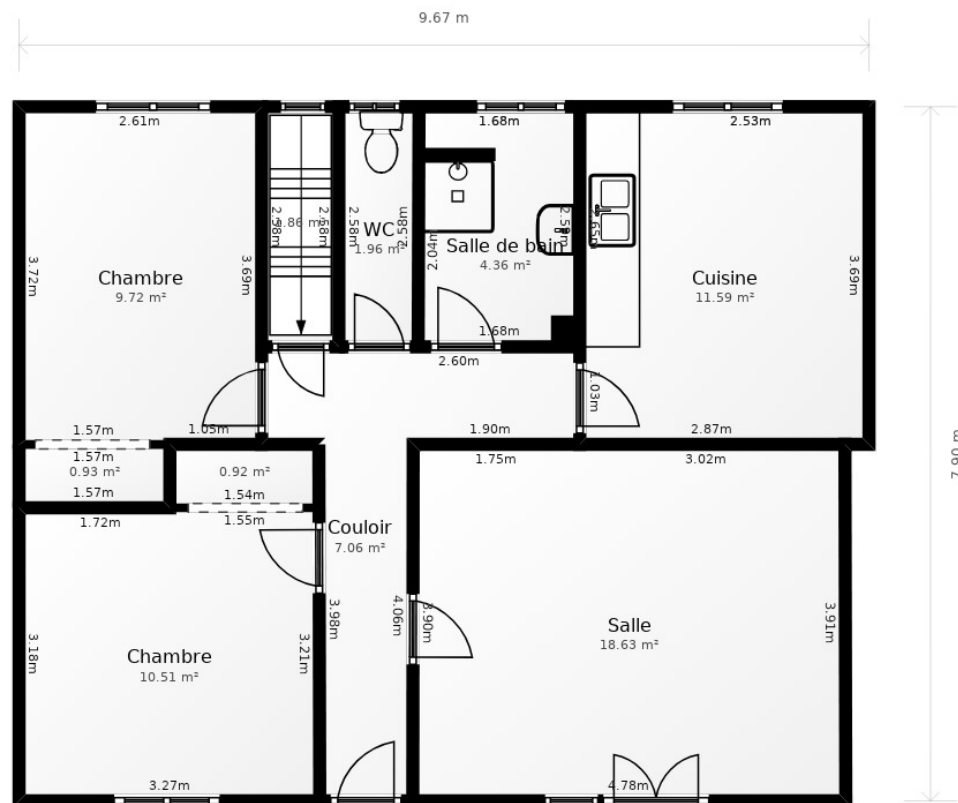 9.67 m
2.61m
1.68m
2.53m
2.58m
2.58m
2.58m
2.58m
WC
1.96 m²
2.04m
Salle de bain
4.36 m²
3.72m
Chambre
9.72 m²
3.69m
Cuisine
11.59 m²
3.69m
1.68m
2.60m
1.03m
1.57m
1.05m
1.90m
2.87m
1.57m
0.93 m²
1.57m
0.92 m²
1.54m
1.55m
1.75m
3.02m
7.90 m
1.72m
Couloir
7.06 m²
3.98m
4.06m
3.90m
3.91m
Salle
18.63 m²
3.18m
Chambre
10.51 m²
3.21m
3.27m
4.78m